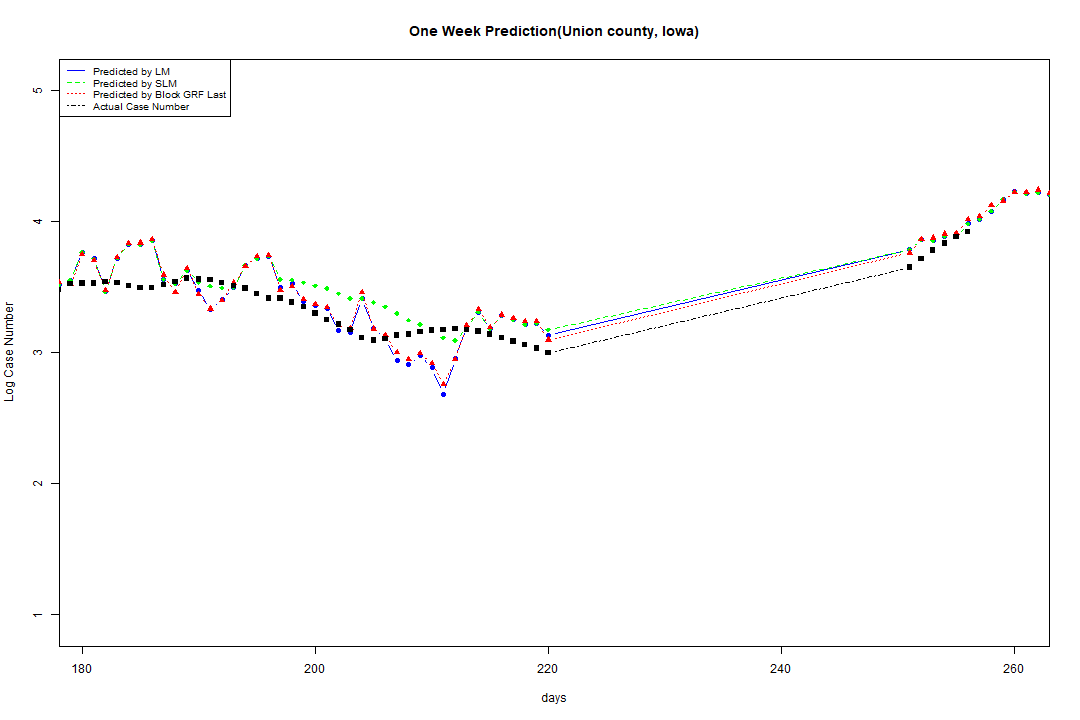 One Week Prediction(Union county, Iowa)
Predicted by LM
Predicted by SLM
Predicted by Block GRF Last
Actual Case Number
5
4
3
2
1
Log Case Number
180 200 220 240 260
days